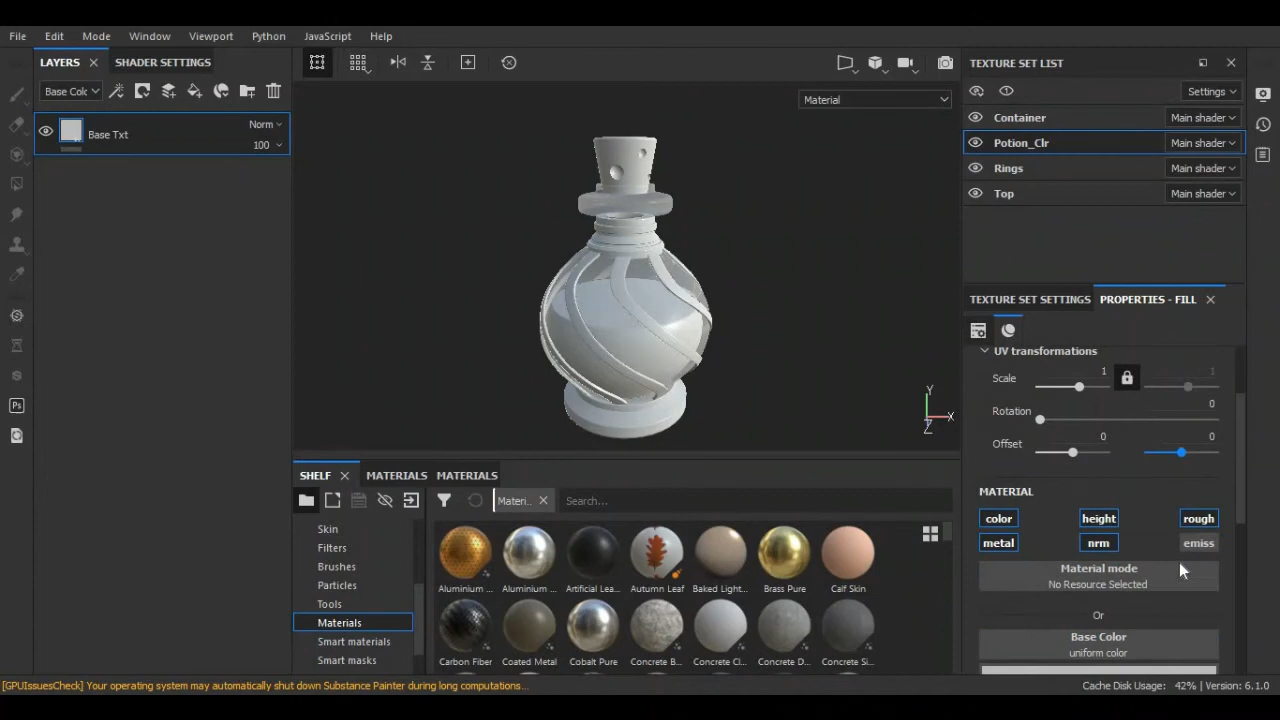 File Edit Mode Window Viewport Python JavaScript Help
LAYERS SHADER SETTINGS
Base Colo
Base Txt
Norm
100
Material
TEXTURE SET LIST
Settings
Container Main shader
Potion_Clr Main shader
Rings Main shader
Top Main shader
TEXTURE SET SETTINGS PROPERTIES - FILL
UV transformations
Scale 1 1
Rotation 0
Offset 0 0
MATERIAL
color height rough
metal nrm emiss
Material mode
No Resource Selected
Or
Base Color
uniform color
Y
X
Z
SHELF MATERIALS MATERIALS
Materi... Search...
Skin
Filters
Brushes
Particles
Tools
Materials
Smart materials
Smart masks
Aluminium ... Aluminium ... Artificial Lea... Autumn Leaf Baked Light... Brass Pure Calf Skin
Carbon Fiber Coated Metal Cobalt Pure Concrete B... Concrete Cl... Concrete D... Concrete Si...
Ps
[GPUIssuesCheck] Your operating system may automatically shut down Substance Painter during long computations...
Cache Disk Usage: 42% | Version: 6.1.0